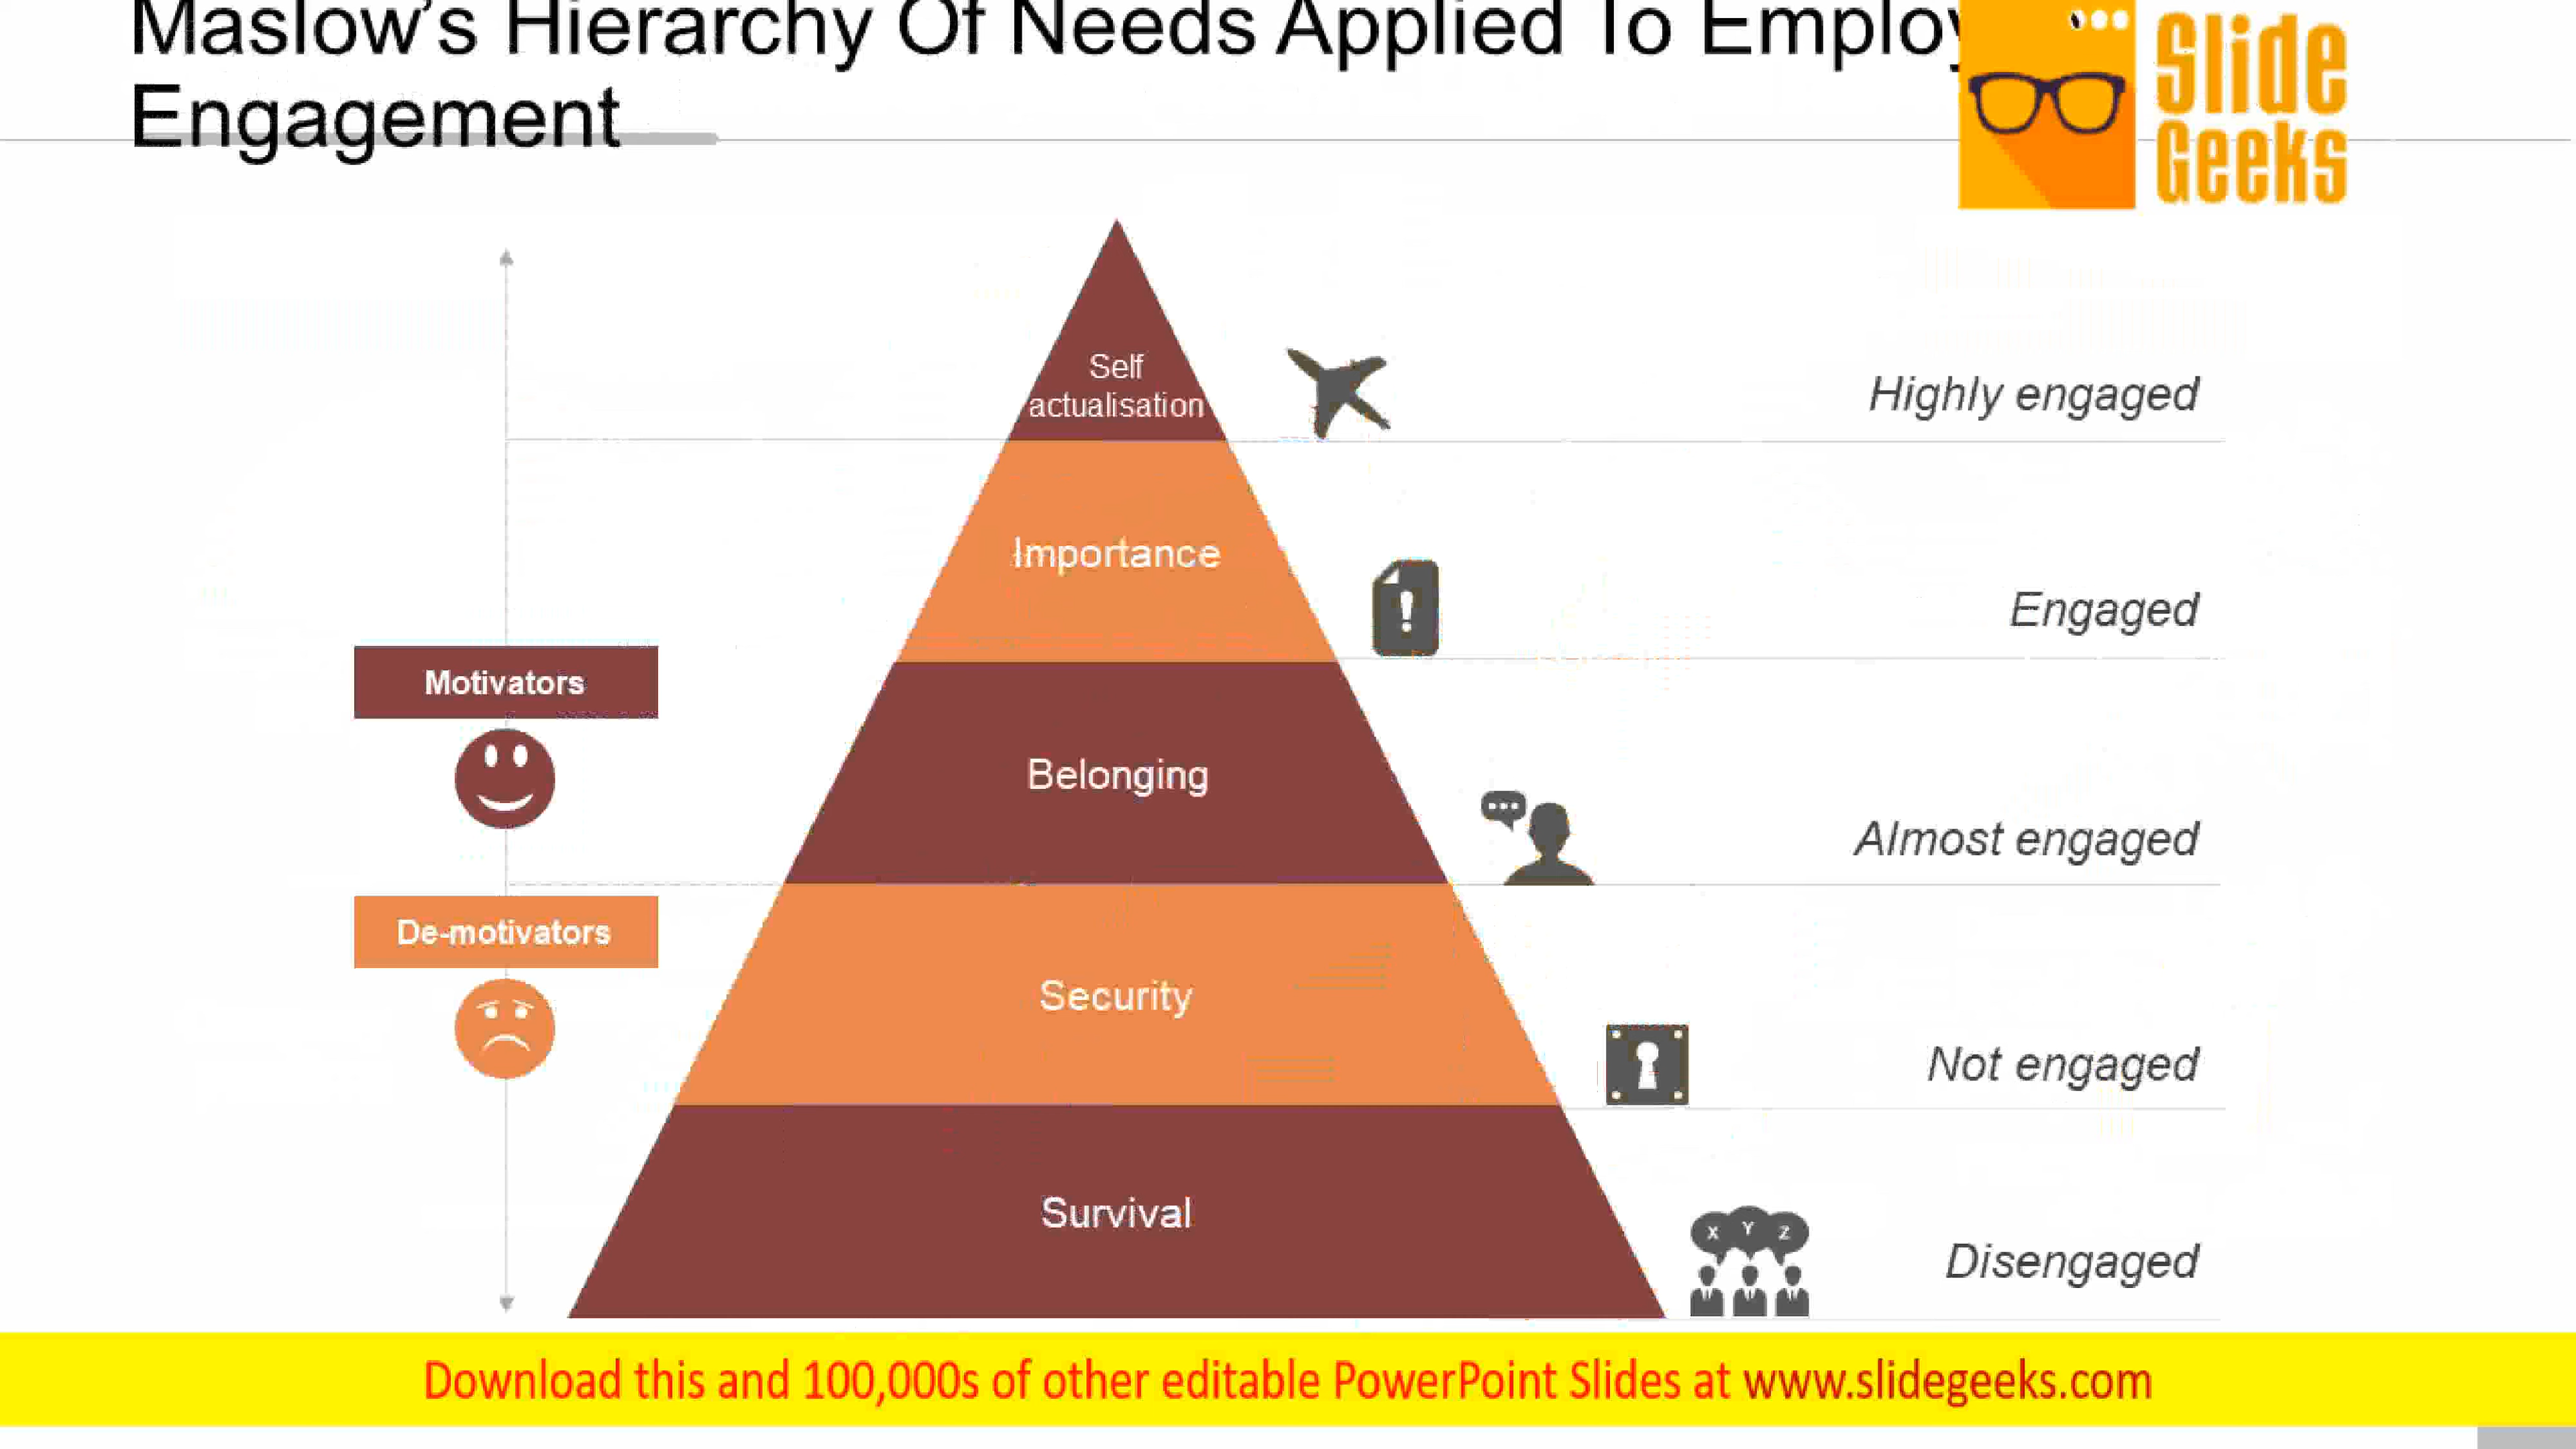 Maslow's Hierarchy Of Needs Applied To
Engagement
Slide
Geeks
Self
actualisation
Highly engaged
Importance
Engaged
Motivators
Belonging
Almost engaged
De-motivators
Security
Not engaged
Survival
X Y Z
Disengaged
Download this and 100,000s of other editable PowerPoint Slides at www.slidegeeks.com